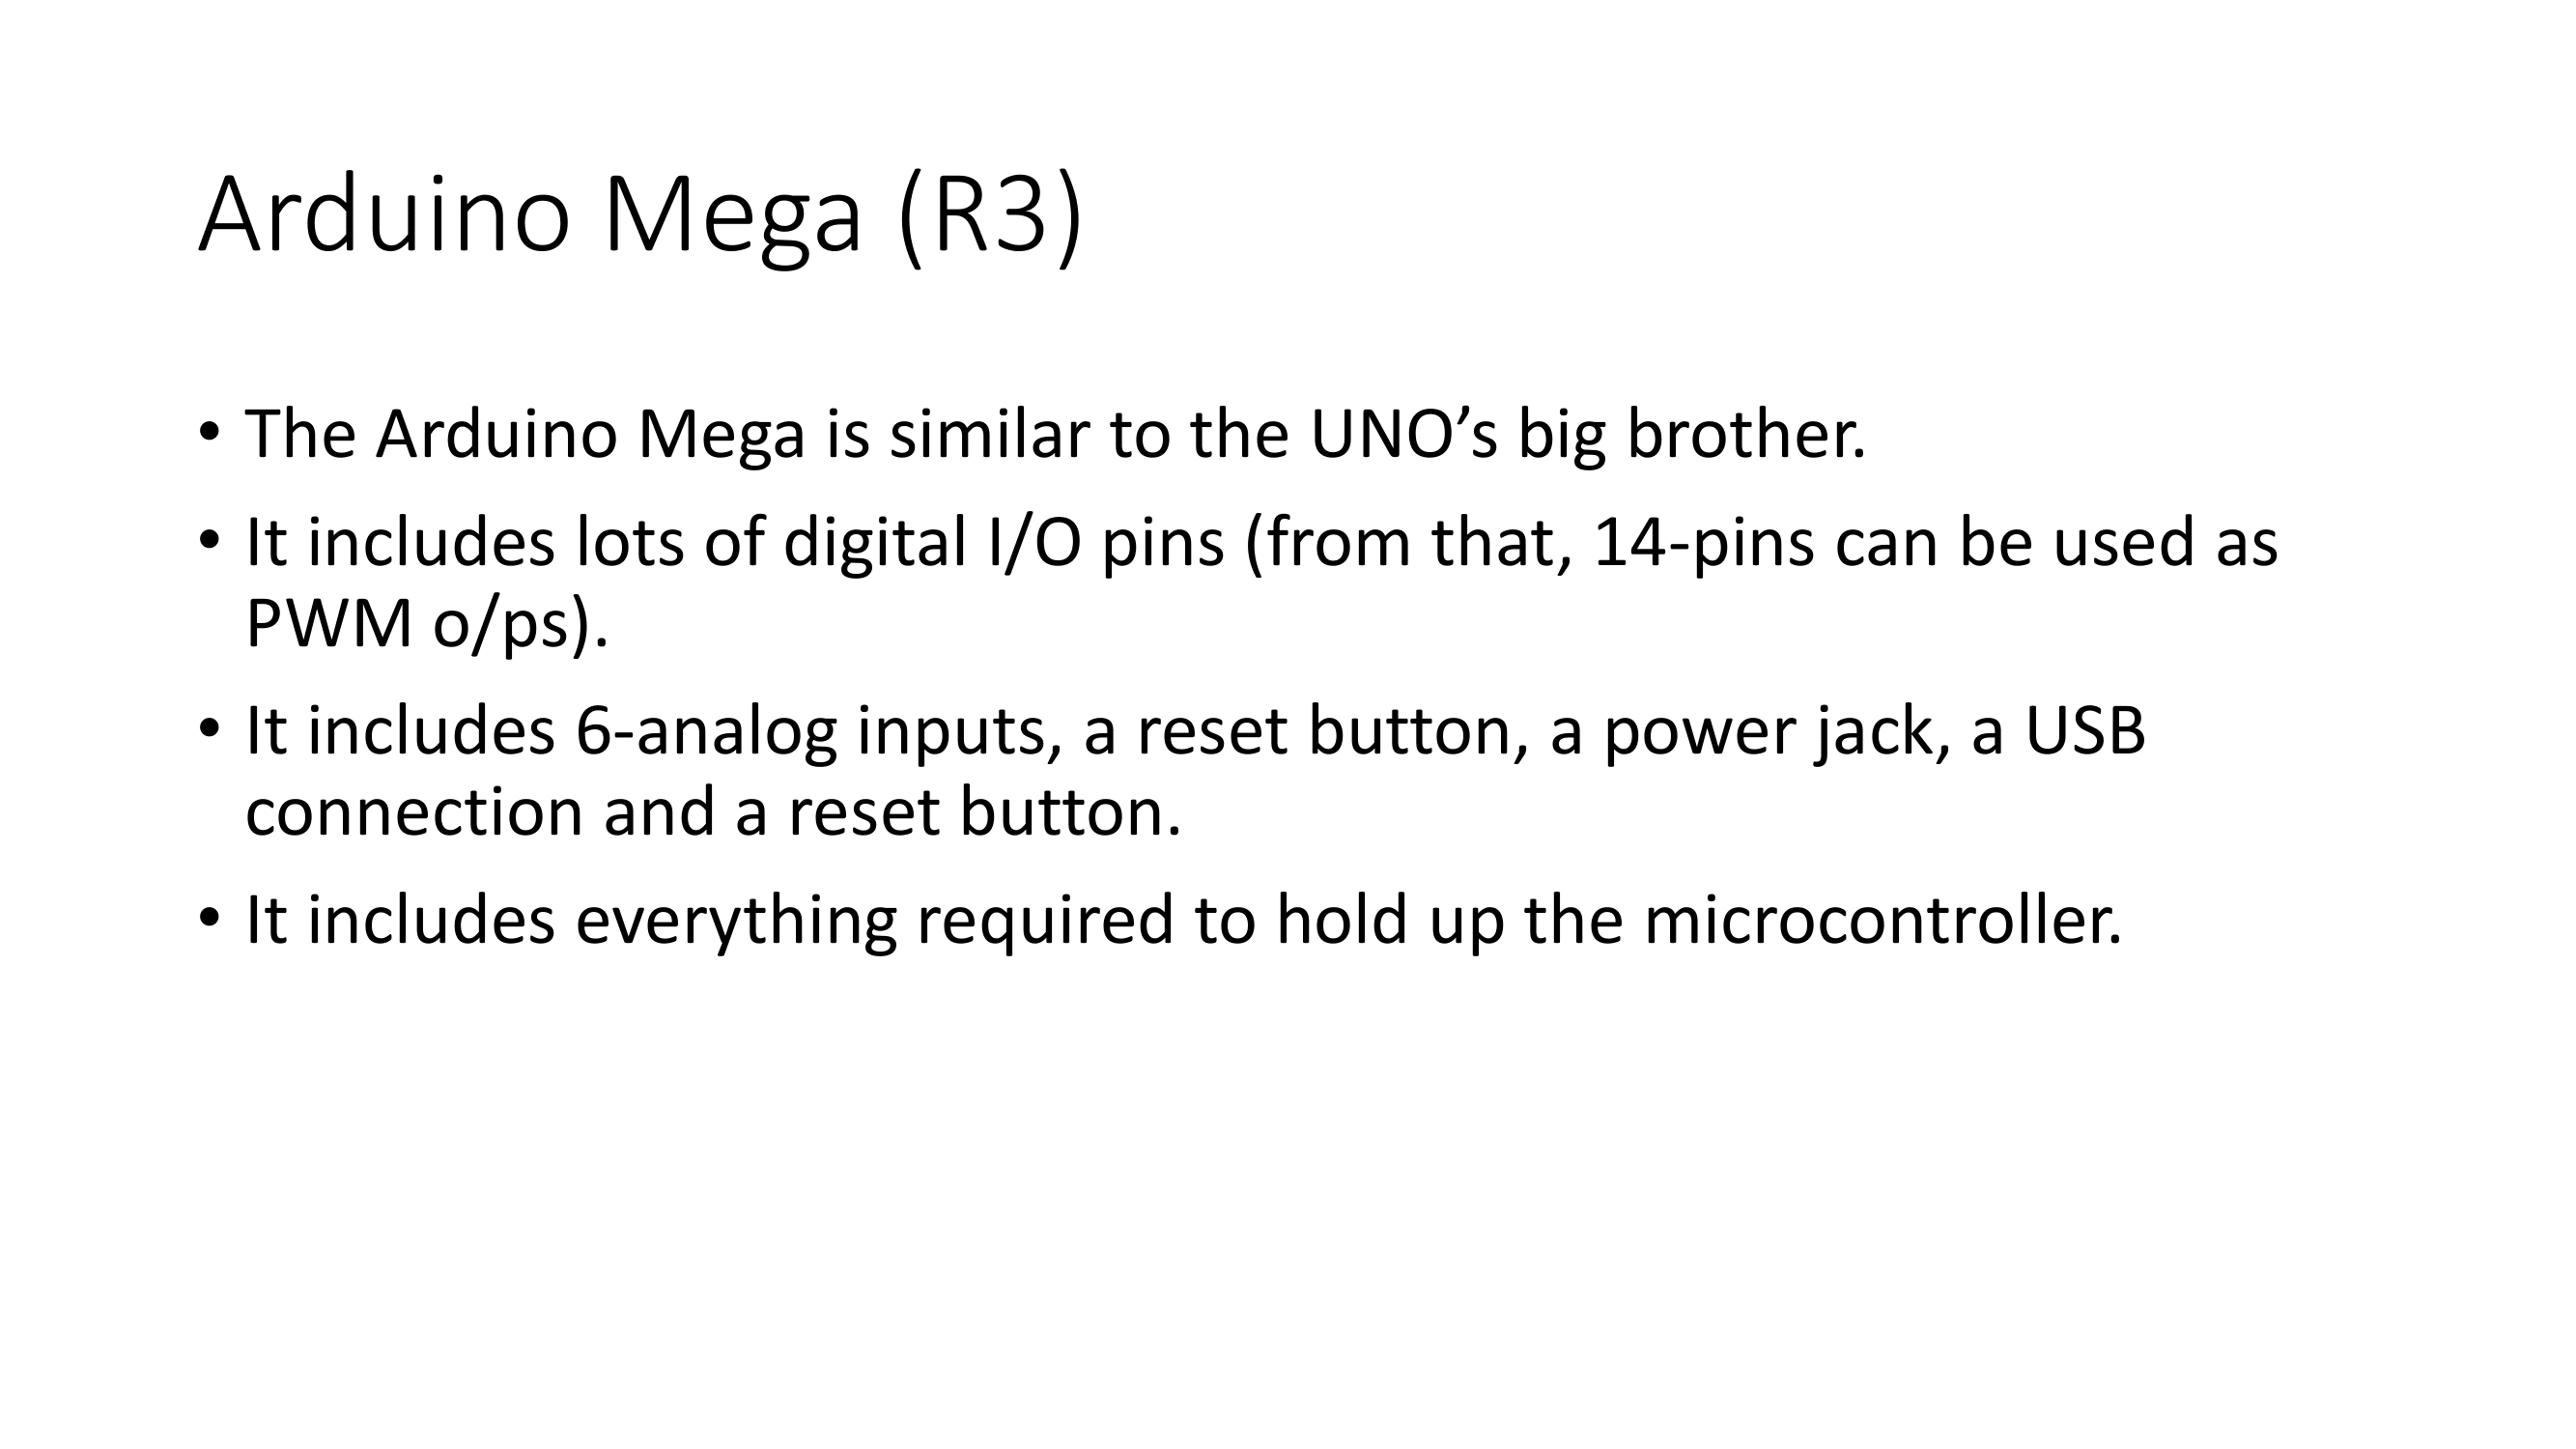 Arduino Mega (R3)
• The Arduino Mega is similar to the UNO’s big brother.
• It includes lots of digital I/O pins (from that, 14-pins can be used as
PWM o/ps).
• It includes 6-analog inputs, a reset button, a power jack, a USB
connection and a reset button.
• It includes everything required to hold up the microcontroller.